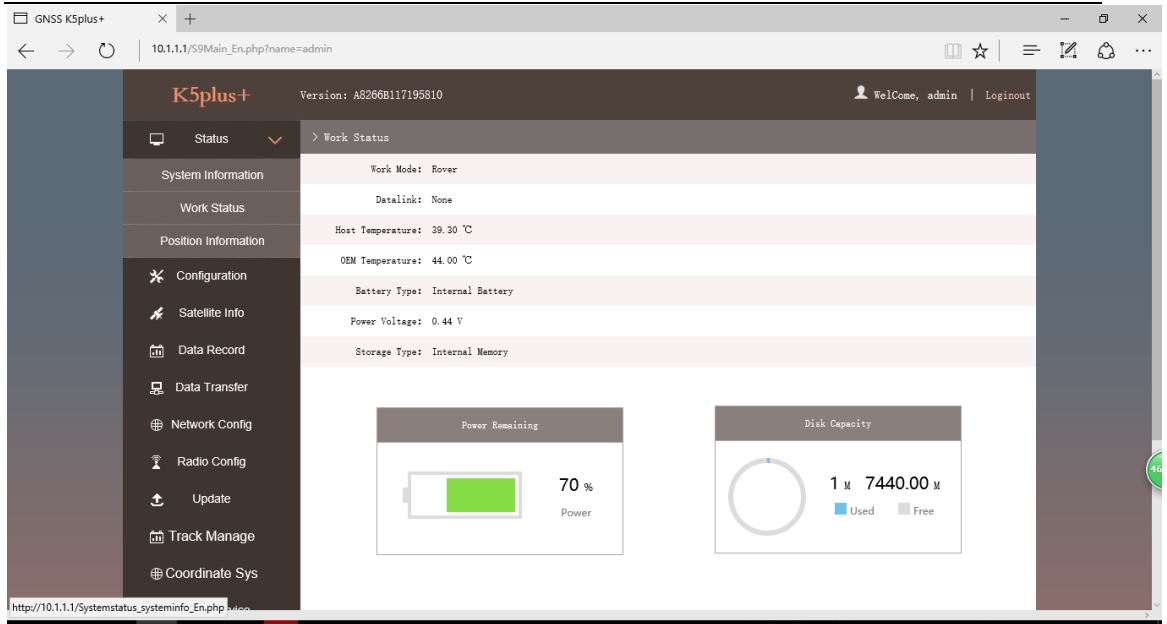 GNSS K5plus+
10.1.1.1/S9Main_En.php?name=admin
K5plus+
Version: A8266B117195810
WelCome, admin | Loginout
Status
> Work Status
System Information
Work Status
Position Information
Configuration
Satellite Info
Data Record
Data Transfer
Network Config
Radio Config
Update
Track Manage
Coordinate Sys
Work Mode: Rover
Datalink: None
Host Temperature: 39.30 ℃
OEM Temperature: 44.00 ℃
Battery Type: Internal Battery
Power Voltage: 0.44 V
Storage Type: Internal Memory
Power Remaining
70 %
Power
Disk Capacity
1 M 7440.00 M
Used Free
46
http://10.1.1.1/Systemstatus_systeminfo_En.php